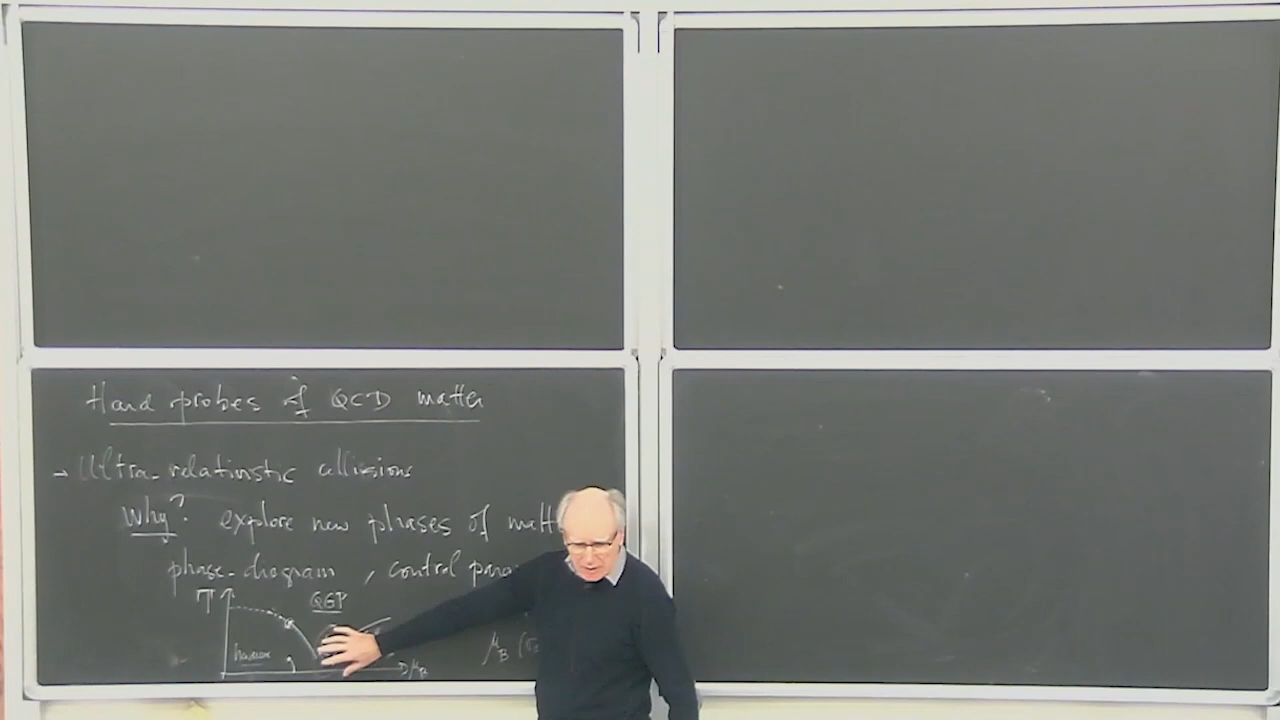 Hard probes of QCD matter
→ Ultra-relativistic collisions
Why? explore new phases of matt
phase-diagram , control para
T QGP
μB
μB